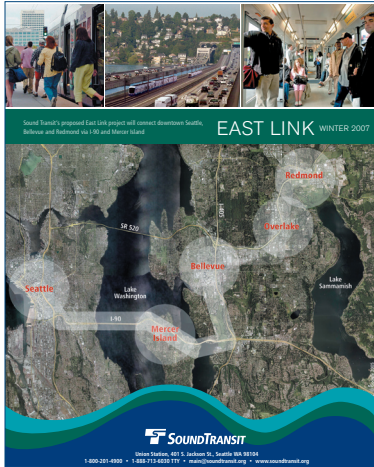 Sound Transit's proposed East Link project will connect downtown Seattle,
Bellevue and Redmond via I-90 and Mercer Island
EAST LINK WINTER 2007
Redmond
I-405
Overlake
SR 520
Bellevue
Lake
Sammamish
Seattle
Lake
Washington
I-90
Mercer
Island
SOUNDTRANSIT
Union Station, 401 S. Jackson St., Seattle WA 98104
1-800-201-4900 • 1-888-713-6030 TTY • main@soundtransit.org • www.soundtransit.org